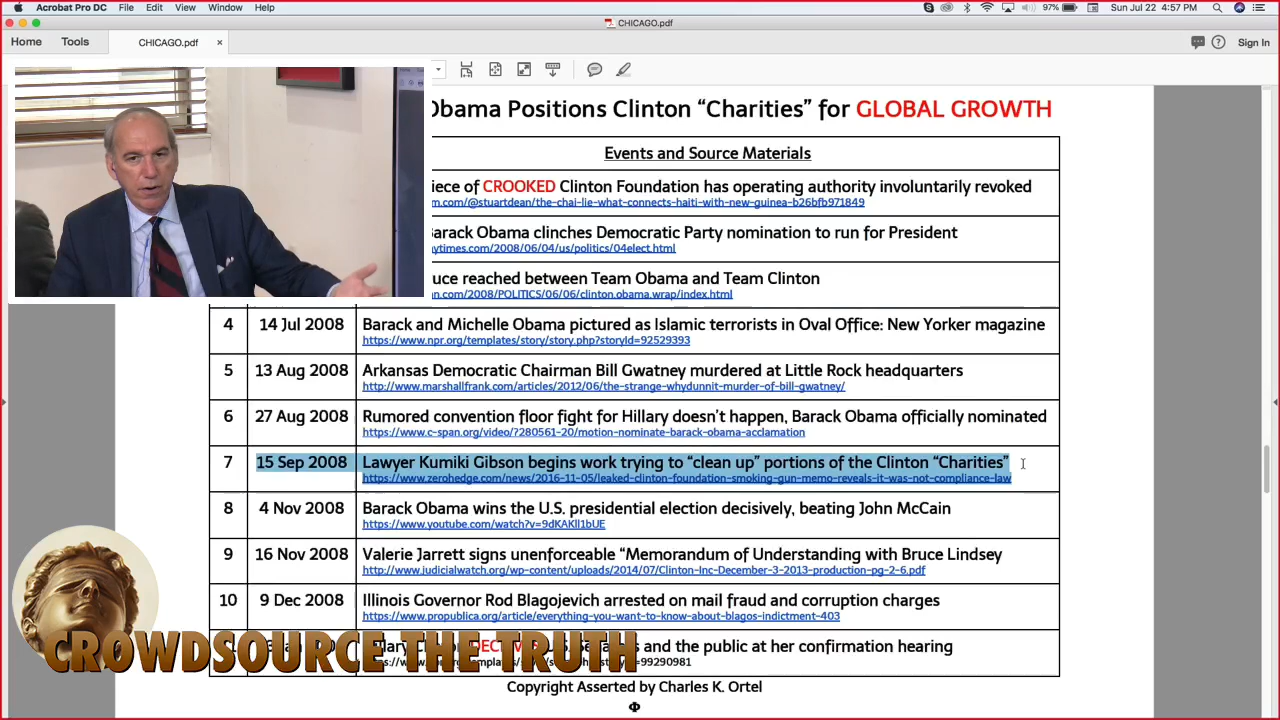 Acrobat Pro DC File Edit View Windows Help 97% Sun Jul 22 4:57 PM
CHICAGO.pdf
Home Tools CHICAGO.pdf × Sign In
Obama Positions Clinton “Charities” for GLOBAL GROWTH
Events and Source Materials
iece of CROOKED Clinton Foundation has operating authority involuntarily revoked
m.com/@stuartdean/the-chai-lie-what-connects-haiti-with-new-guinea-b26bfb971849
Barack Obama clinches Democratic Party nomination to run for President
aytimes.com/2008/06/04/us/politics/04elect.html
uce reached between Team Obama and Team Clinton
nn.com/2008/POLITICS/06/06/clinton.obama.wrap/index.html
4 14 Jul 2008 Barack and Michelle Obama pictured as Islamic terrorists in Oval Office: New Yorker magazine
https://www.npr.org/templates/story/story.php?storyId=92529393
5 13 Aug 2008 Arkansas Democratic Chairman Bill Gwatney murdered at Little Rock headquarters
http://www.marshallfrank.com/articles/2012/06/the-strange-whydunnit-murder-of-bill-gwatney/
6 27 Aug 2008 Rumored convention floor fight for Hillary doesn't happen, Barack Obama officially nominated
https://www.c-span.org/video/?280561-20/motion-nominate-barack-obama-acclamation
7 15 Sep 2008 Lawyer Kumiki Gibson begins work trying to “clean up” portions of the Clinton “Charities”
https://www.zerohedge.com/news/2016-11-05/leaked-clinton-foundation-smoking-gun-memo-reveals-it-was-not-compliance-law
8 4 Nov 2008 Barack Obama wins the U.S. presidential election decisively, beating John McCain
https://www.youtube.com/watch?v=9dKAKll1bUE
9 16 Nov 2008 Valerie Jarrett signs unenforceable “Memorandum of Understanding with Bruce Lindsey
http://www.judicialwatch.org/wp-content/uploads/2014/07/Clinton-Inc-December-3-2013-production-pg-2-6.pdf
10 9 Dec 2008 Illinois Governor Rod Blagojevich arrested on mail fraud and corruption charges
https://www.propublica.org/article/everything-you-want-to-know-about-blagos-indictment-403
and the public at her confirmation hearing
=99290981
CROWDSOURCE THE TRUTH
Copyright Asserted by Charles K. Ortel
Φ